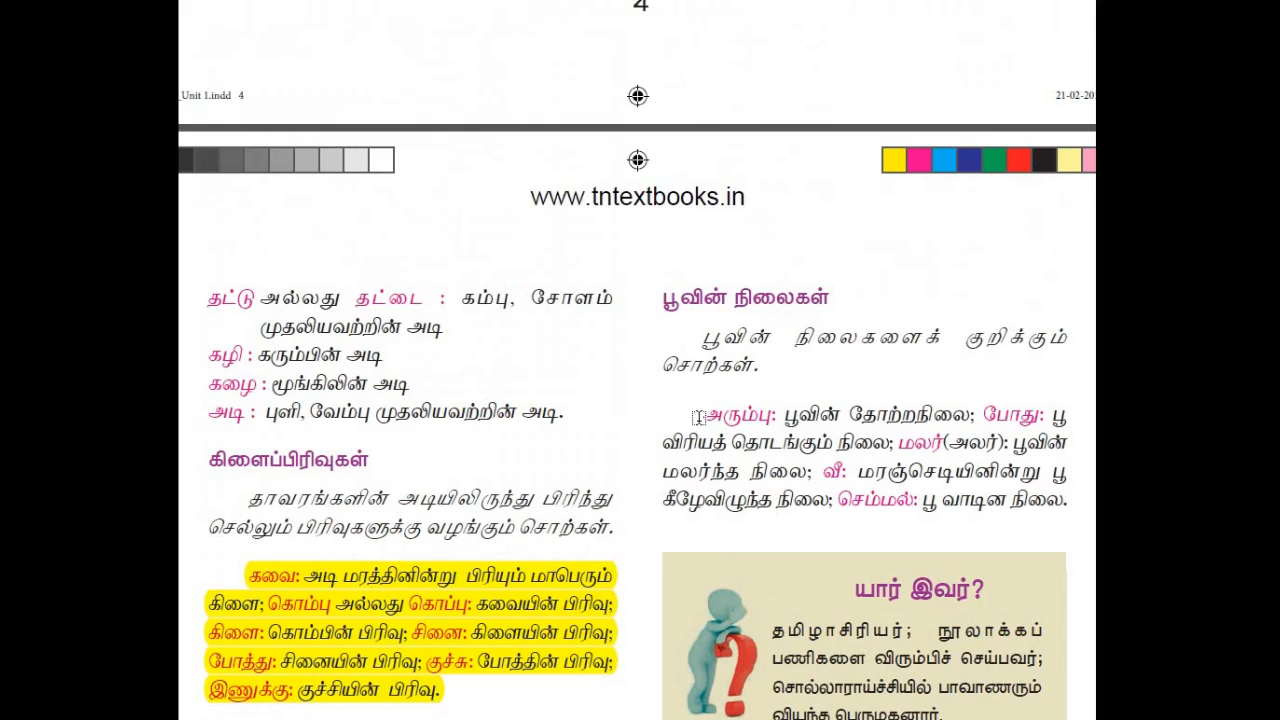 4
_Unit 1.indd 4
21-02-20
www.tntextbooks.in
தட்டு அல்லது தட்டை : கம்பு, சோளம்
முதலியவற்றின் அடி
கழி : கரும்பின் அடி
கழை : மூங்கிலின் அடி
அடி : புளி, வேம்பு முதலியவற்றின் அடி.
கிளைப்பிரிவுகள்
தாவரங்களின் அடியிலிருந்து பிரிந்து
செல்லும் பிரிவுகளுக்கு வழங்கும் சொற்கள்.
கவை: அடி மரத்தினின்று பிரியும் மாபெரும்
கிளை; கொம்பு அல்லது கொப்பு: கவையின் பிரிவு;
கிளை: கொம்பின் பிரிவு; சினை: கிளையின் பிரிவு;
போத்து: சினையின் பிரிவு; குச்சு: போத்தின் பிரிவு;
இணுக்கு: குச்சியின் பிரிவு.
பூவின் நிலைகள்
பூவின் நிலைகளைக் குறிக்கும்
சொற்கள்.
அரும்பு: பூவின் தோற்றநிலை; போது: பூ
விரியத் தொடங்கும் நிலை; மலர்(அலர்): பூவின்
மலர்ந்த நிலை; வீ: மரஞ்செடியினின்று பூ
கீழேவிழுந்த நிலை; செம்மல்: பூ வாடின நிலை.
யார் இவர்?
தமிழாசிரியர்; நூலாக்கப்
பணிகளை விரும்பிச் செய்பவர்;
சொல்லாராய்ச்சியில் பாவாணரும்
வியந்த பெருமகனார்.